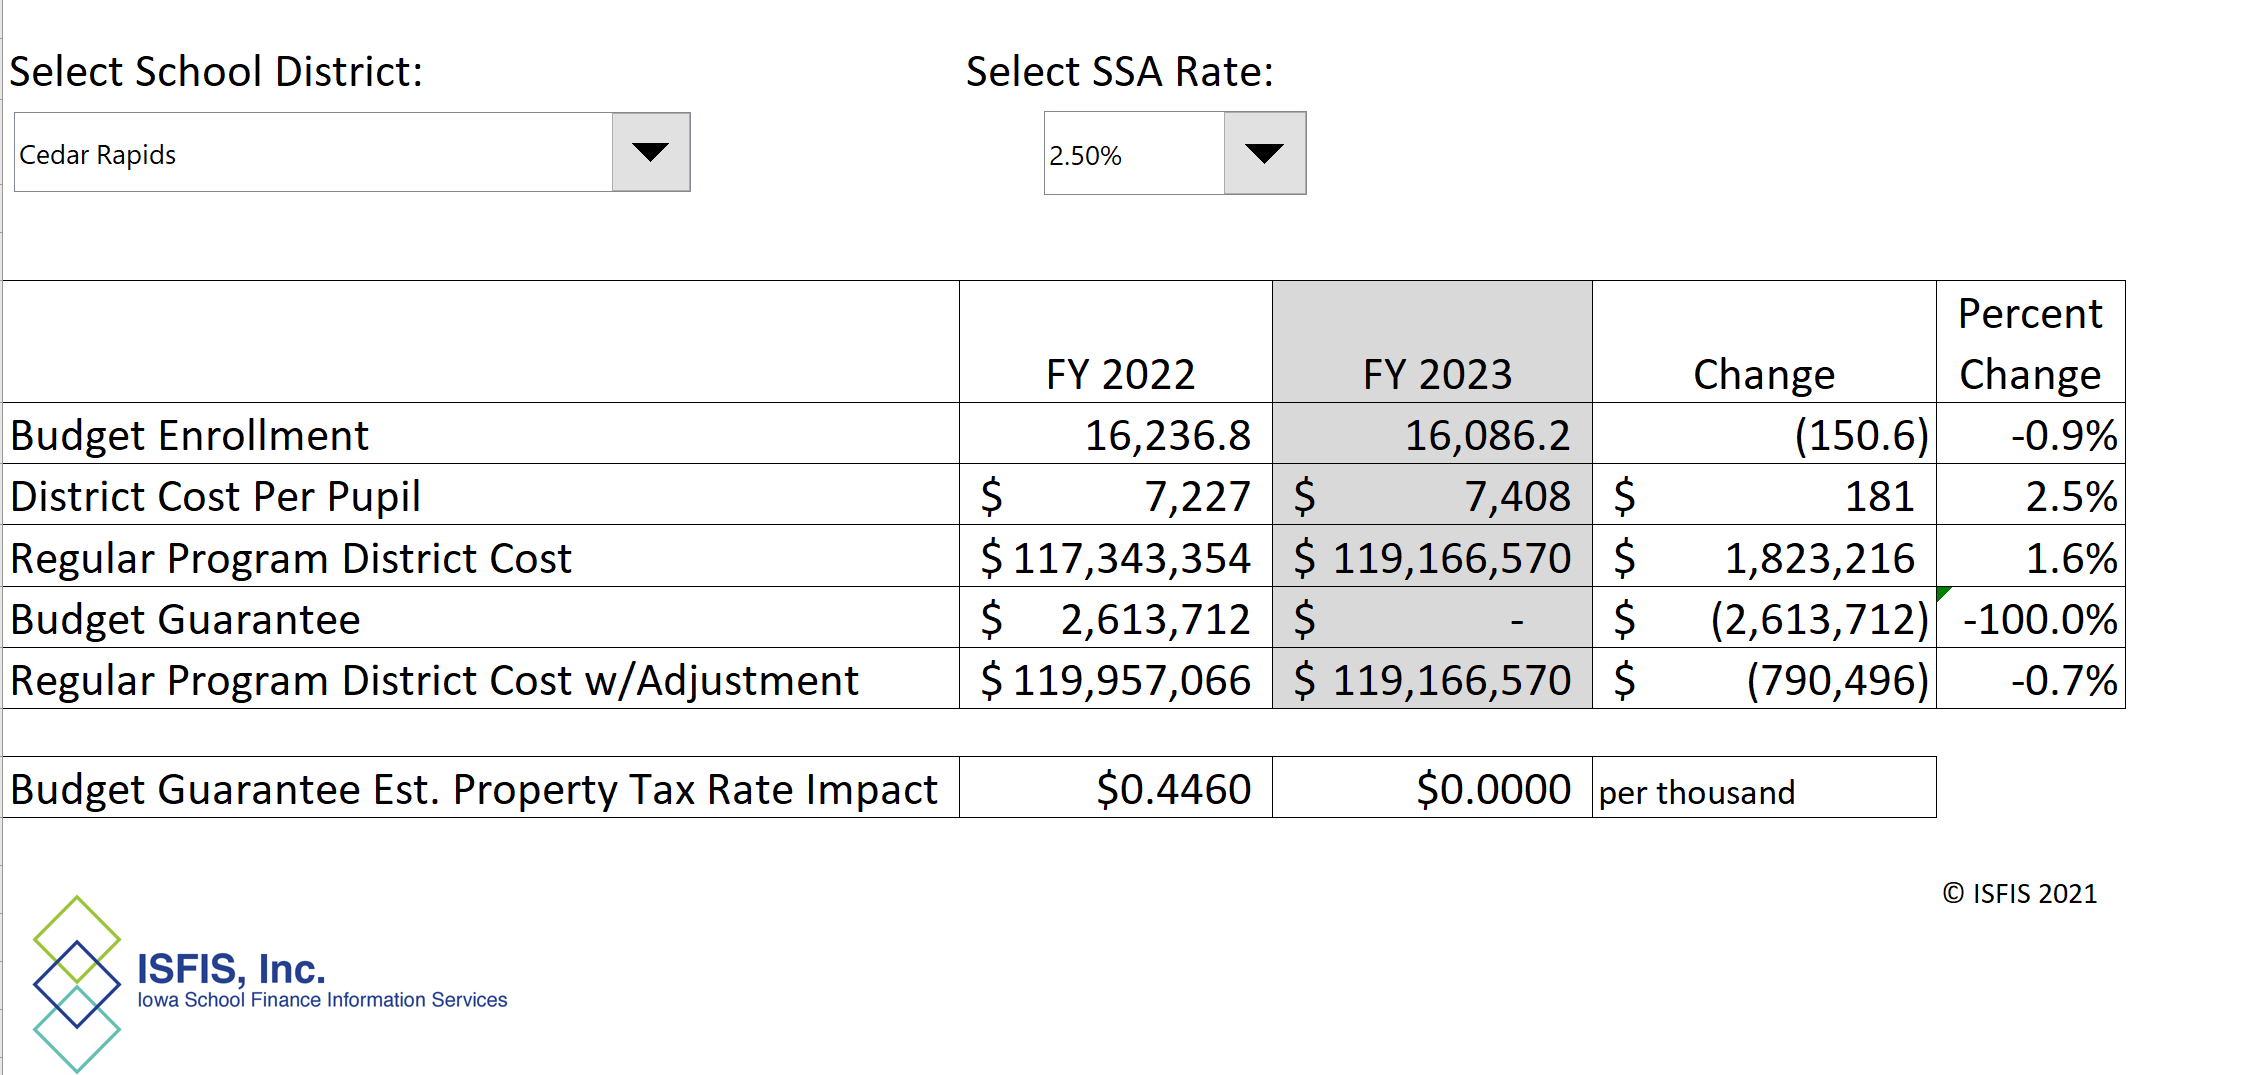 Select School District: Select SSA Rate:
Cedar Rapids 2.50%
Percent
FY 2022 FY 2023 Change Change
Budget Enrollment 16,236.8 16,086.2 (150.6) -0.9%
District Cost Per Pupil $ 7,227 $ 7,408 $ 181 2.5%
Regular Program District Cost $ 117,343,354 $ 119,166,570 $ 1,823,216 1.6%
Budget Guarantee $ 2,613,712 $ - $ (2,613,712) -100.0%
Regular Program District Cost w/Adjustment $ 119,957,066 $ 119,166,570 $ (790,496) -0.7%
Budget Guarantee Est. Property Tax Rate Impact $0.4460 $0.0000 per thousand
© ISFIS 2021
ISFIS, Inc.
Iowa School Finance Information Services